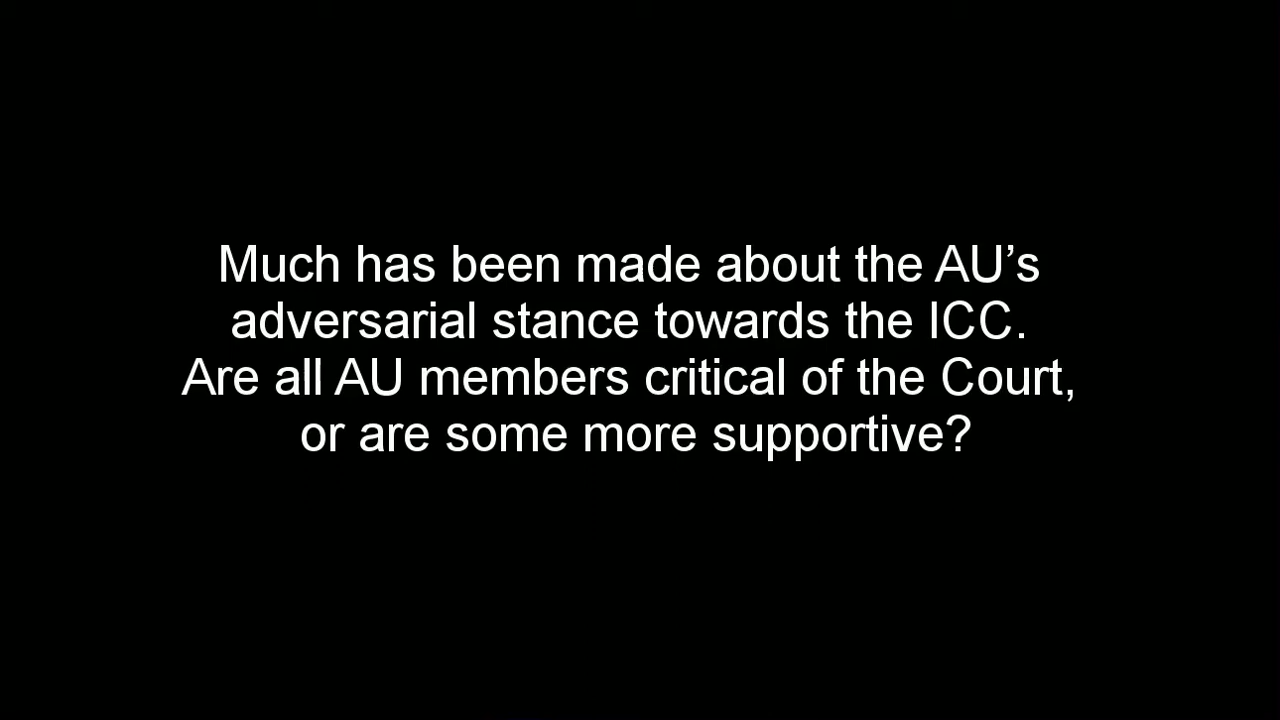 Much has been made about the AU’s
adversarial stance towards the ICC.
Are all AU members critical of the Court,
or are some more supportive?